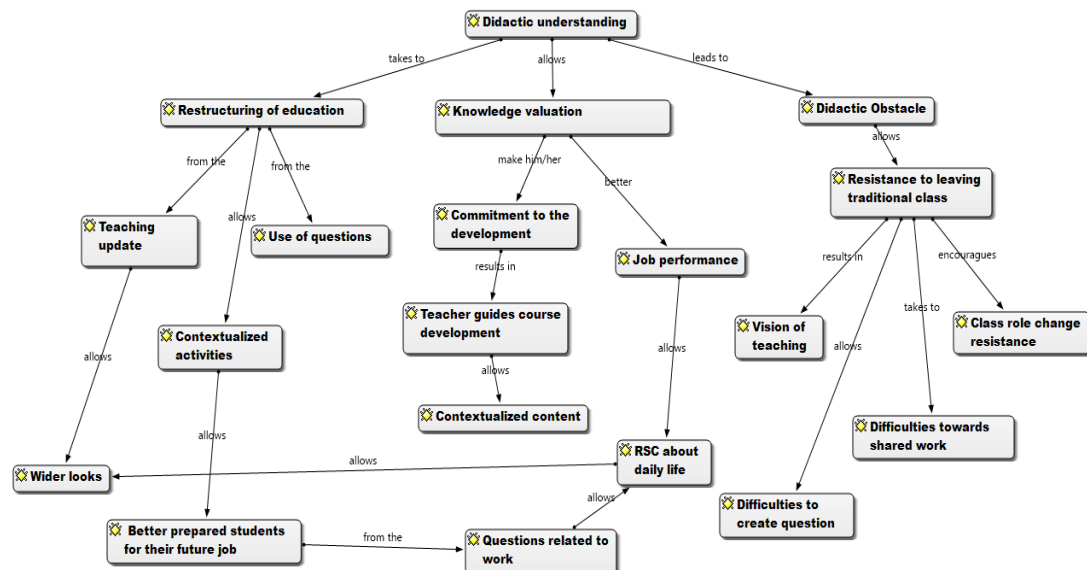 Didactic understanding
takes to
allows
leads to
Restructuring of education
Knowledge valuation
Didactic Obstacle
from the
from the
allows
make him/her
better
allows
Resistance to leaving
traditional class
Teaching
update
Use of questions
Commitment to the
development
Job performance
results in
results in
encouragues
allows
takes to
allows
Contextualized
activities
Teacher guides course
development
Vision of
teaching
Class role change
resistance
allows
allows
allows
Contextualized content
Difficulties towards
shared work
allows
Wider looks
allows
RSC about
daily life
allows
Difficulties to
create question
Better prepared students
for their future job
from the
Questions related to
work